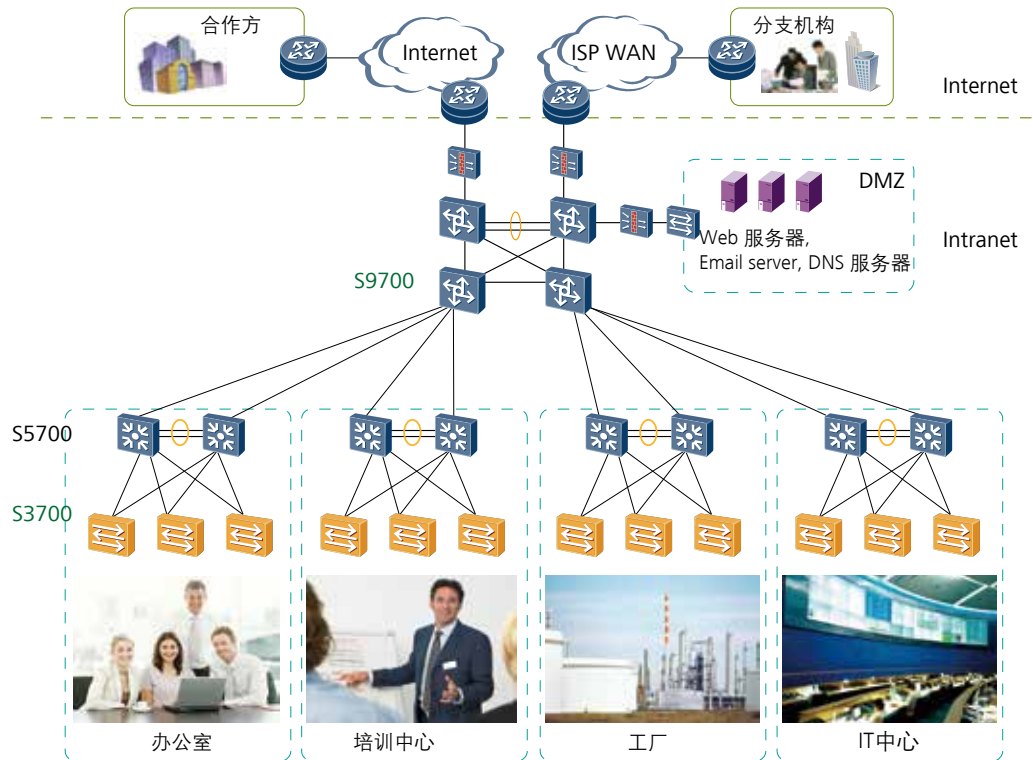 合作方
Internet
ISP WAN
分支机构
Internet
DMZ
Web 服务器,
Email server, DNS 服务器
Intranet
S9700
S5700
S3700
办公室
培训中心
工厂
IT中心